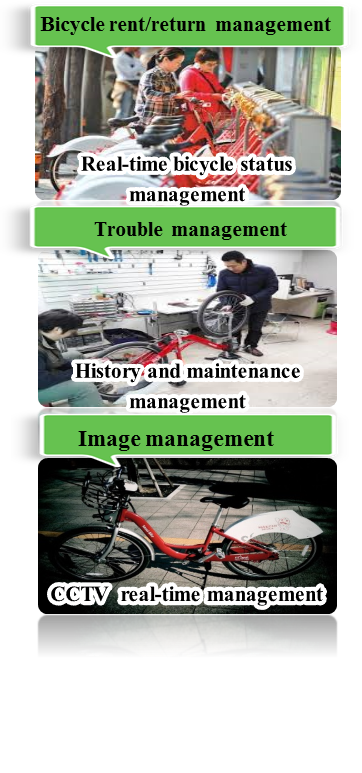 Bicycle rent/return management
Real-time bicycle status
management
Trouble management
History and maintenance
management
Image management
CCTV real-time management